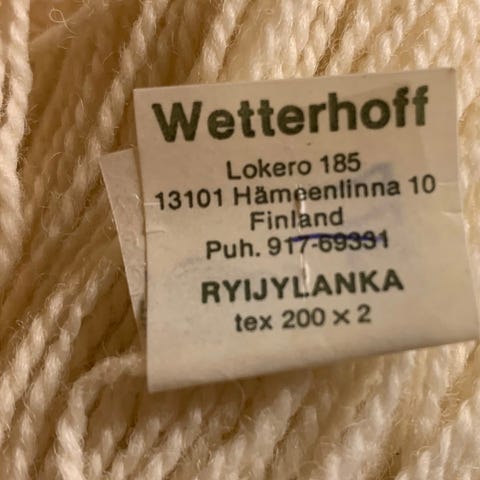 Wetterhoff
Lokero 185
13101 Hämeenlinna 10
Finland
Puh. 917-69331
RYIJYLANKA
tex 200 x 2